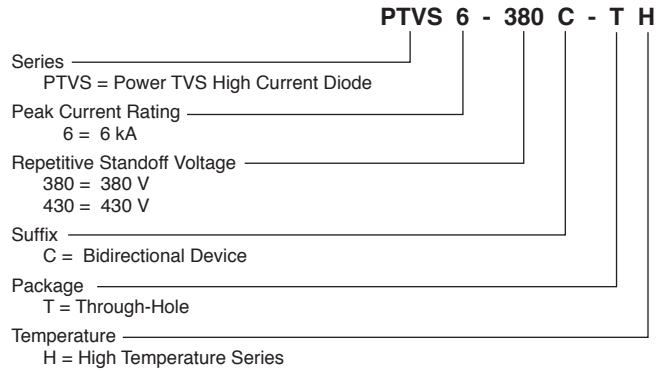 PTVS 6 - 380 C - T H
Series
PTVS = Power TVS High Current Diode
Peak Current Rating
6 = 6 kA
Repetitive Standoff Voltage
380 = 380 V
430 = 430 V
Suffix
C = Bidirectional Device
Package
T = Through-Hole
Temperature
H = High Temperature Series